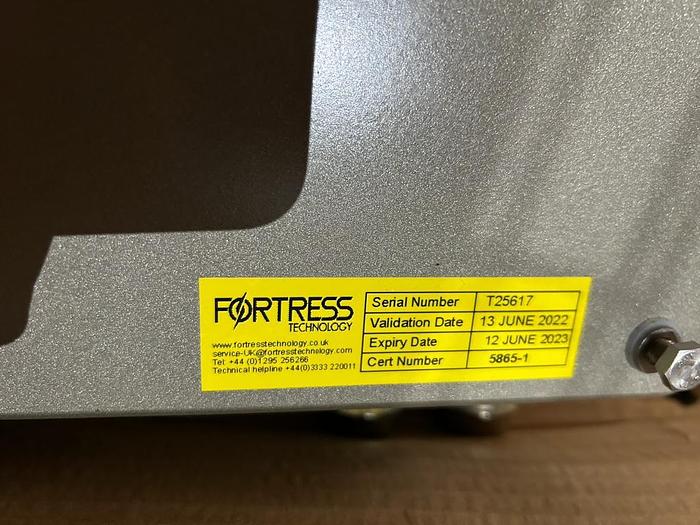 FORTRESS
TECHNOLOGY
www.fortresstechnology.co.uk
service-UK@fortresstechnology.com
Tel: +44 (0)1295 256266
Technical helpline +44(0)3333 220011
Serial Number T25617
Validation Date 13 JUNE 2022
Expiry Date 12 JUNE 2023
Cert Number 5865-1